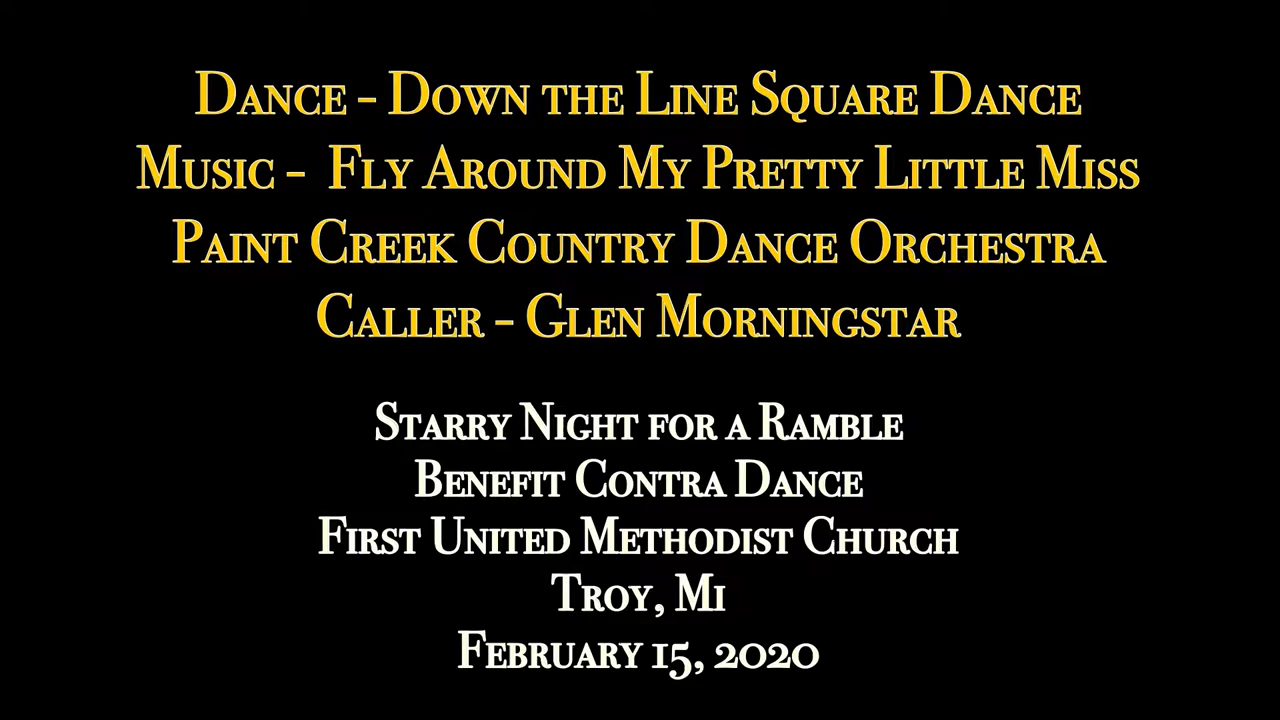 Dance - Down the Line Square Dance
Music - Fly Around My Pretty Little Miss
Paint Creek Country Dance Orchestra
Caller - Glen Morningstar
Starry Night for a Ramble
Benefit Contra Dance
First United Methodist Church
Troy, Mi
February 15, 2020